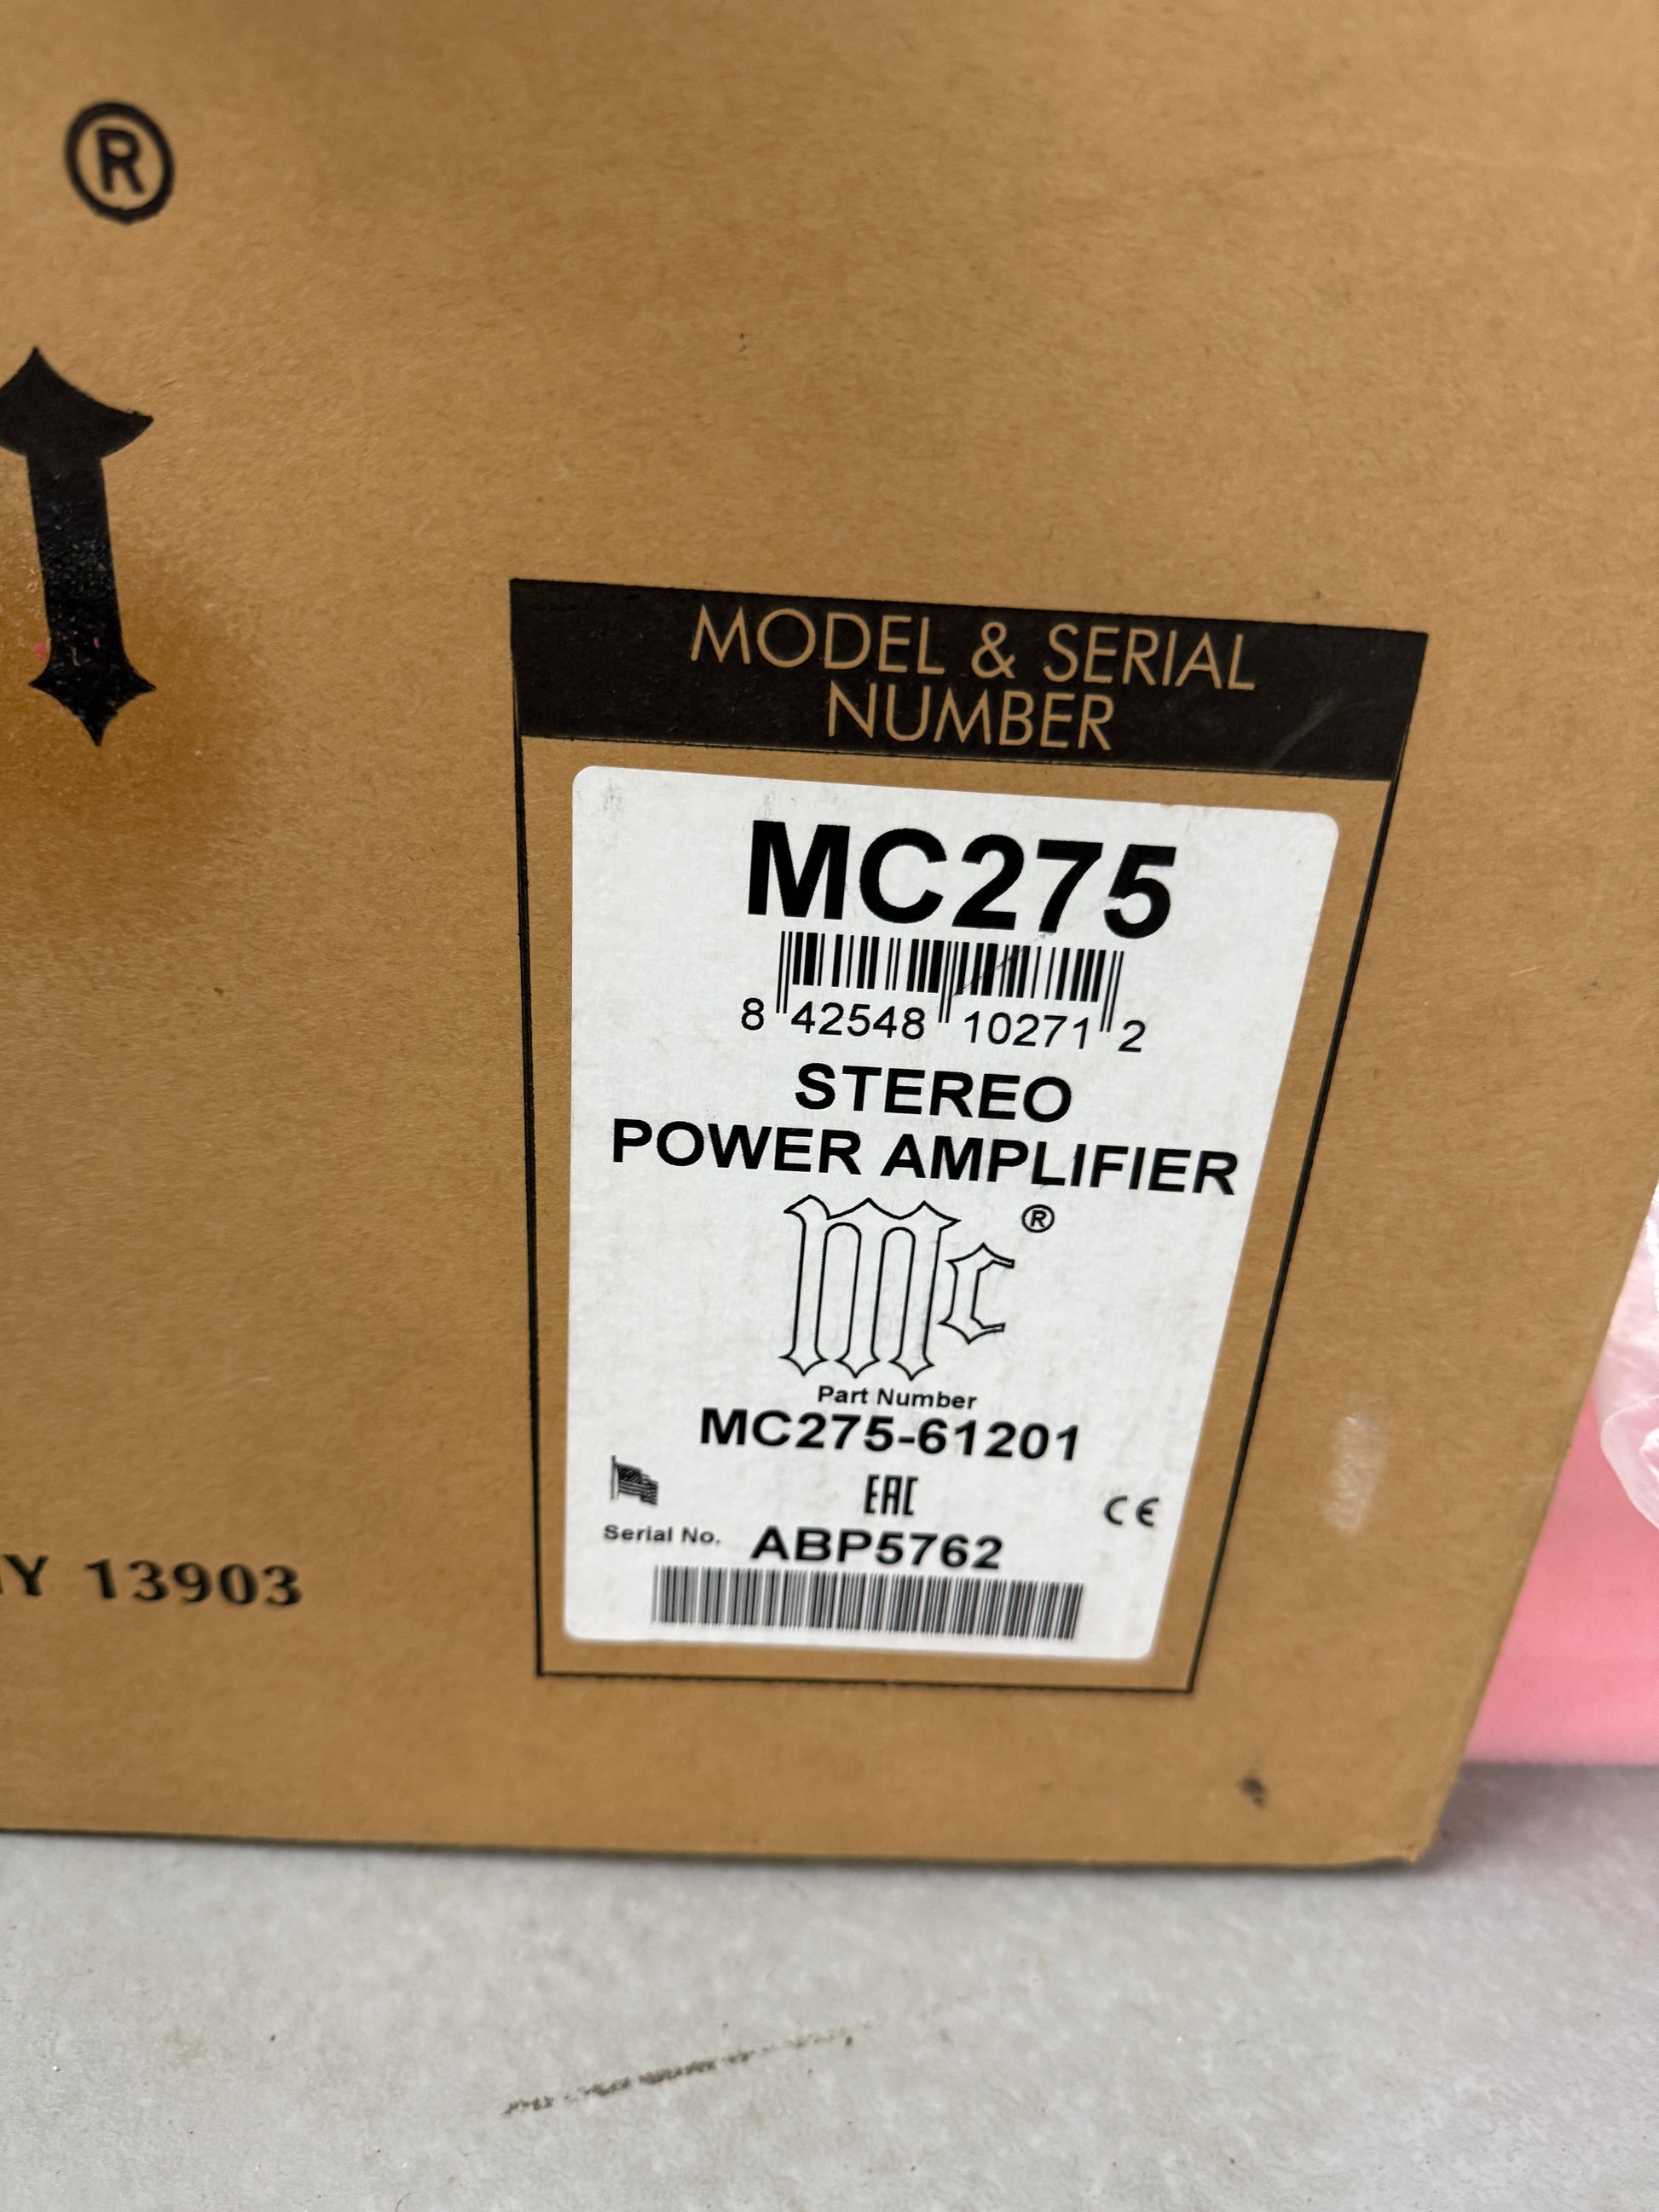 ®
MODEL & SERIAL
NUMBER
MC275
8 42548 10271 2
STEREO
POWER AMPLIFIER
Mc®
Part Number
MC275-61201
EAC
CE
Serial No. ABP5762
NY 13903